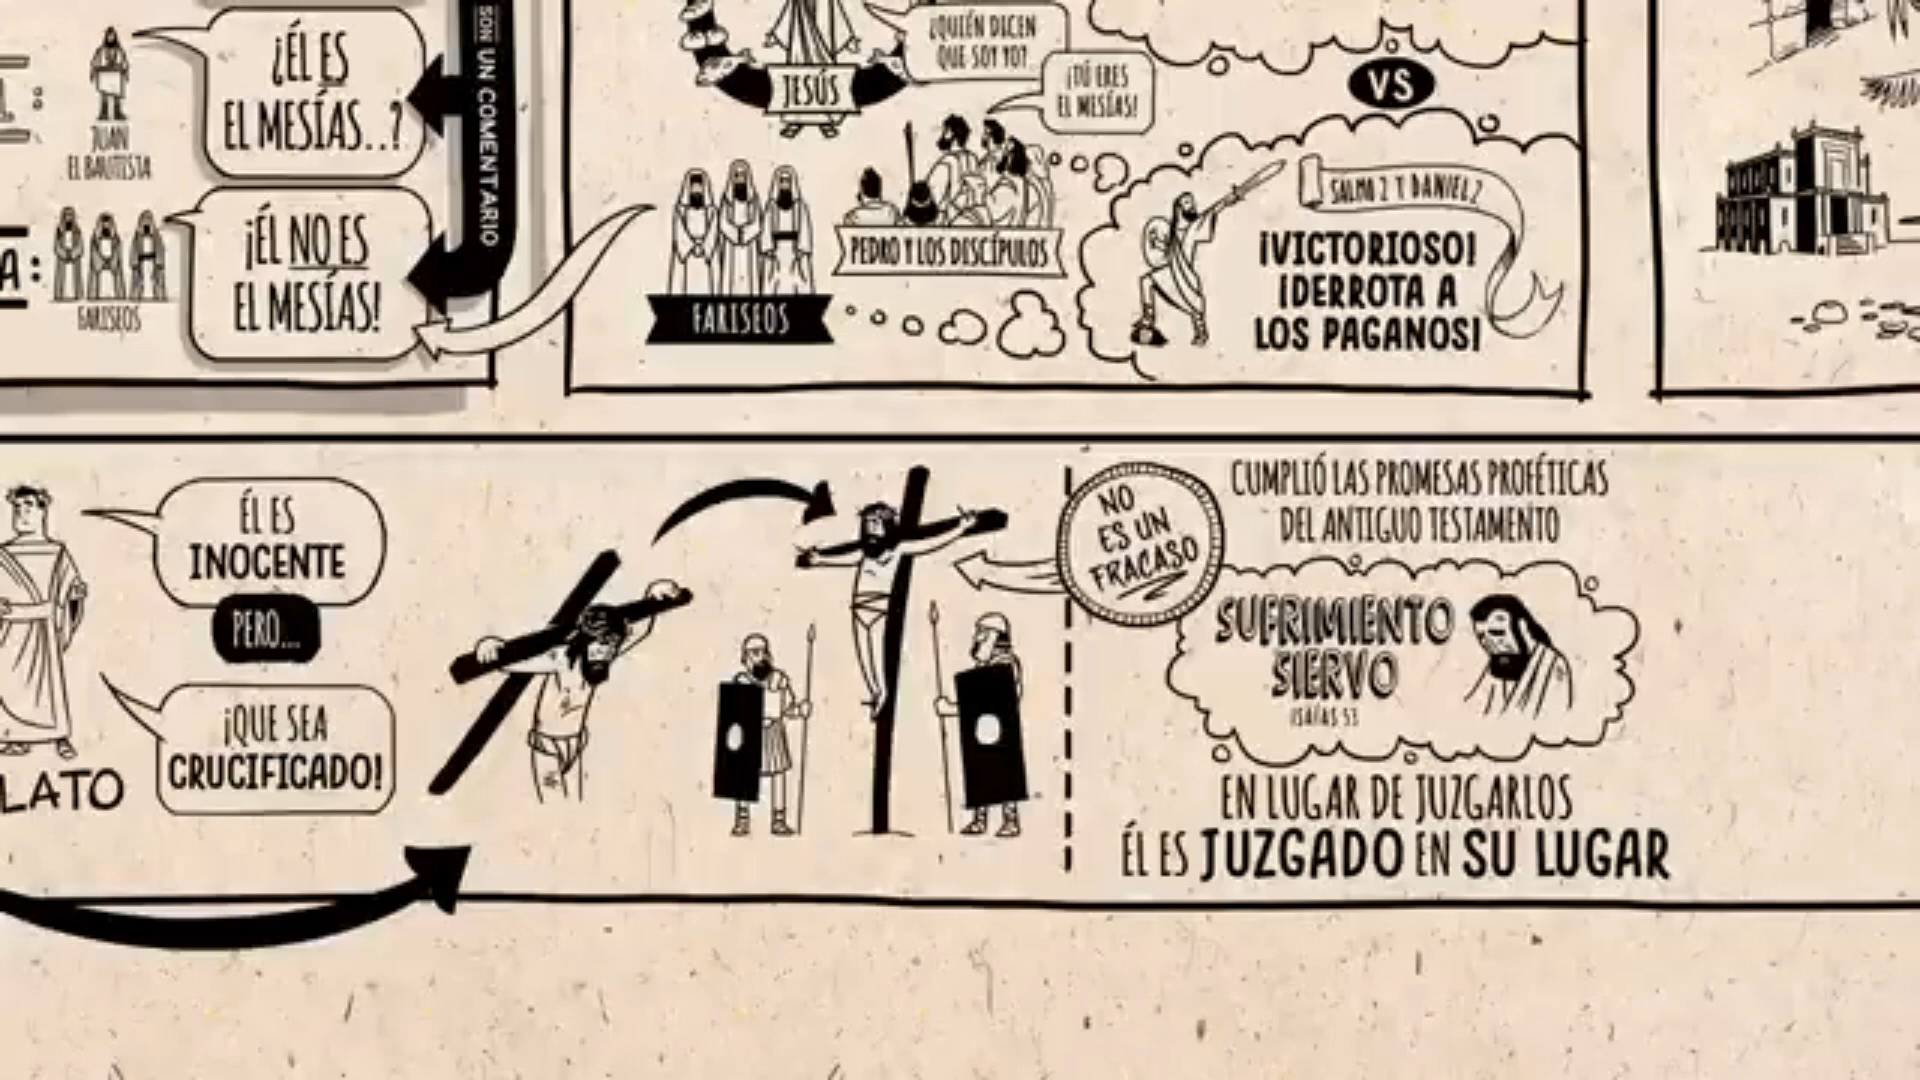 ¿ÉL ES
EL MESÍAS..?
JUAN
EL BAUTISTA
SON UN COMENTARIO
¡ÉL NO ES
EL MESÍAS!
A:
FARISEOS
¿QUIÉN DICEN
QUE SOY YO?
JESÚS
¡TÚ ERES
EL MESÍAS!
VS
PEDRO Y LOS DISCÍPULOS
FARISEOS
SALMO 2 Y DANIEL 2
¡VICTORIOSO!
¡DERROTA A
LOS PAGANOS!
ÉL ES
INOCENTE
PERO...
¡QUE SEA
CRUCIFICADO!
LATO
NO
ES UN
FRACASO
CUMPLIÓ LAS PROMESAS PROFÉTICAS
DEL ANTIGUO TESTAMENTO
SUFRIMIENTO
SIERVO
ISAÍAS 53
EN LUGAR DE JUZGARLOS
ÉL ES JUZGADO EN SU LUGAR